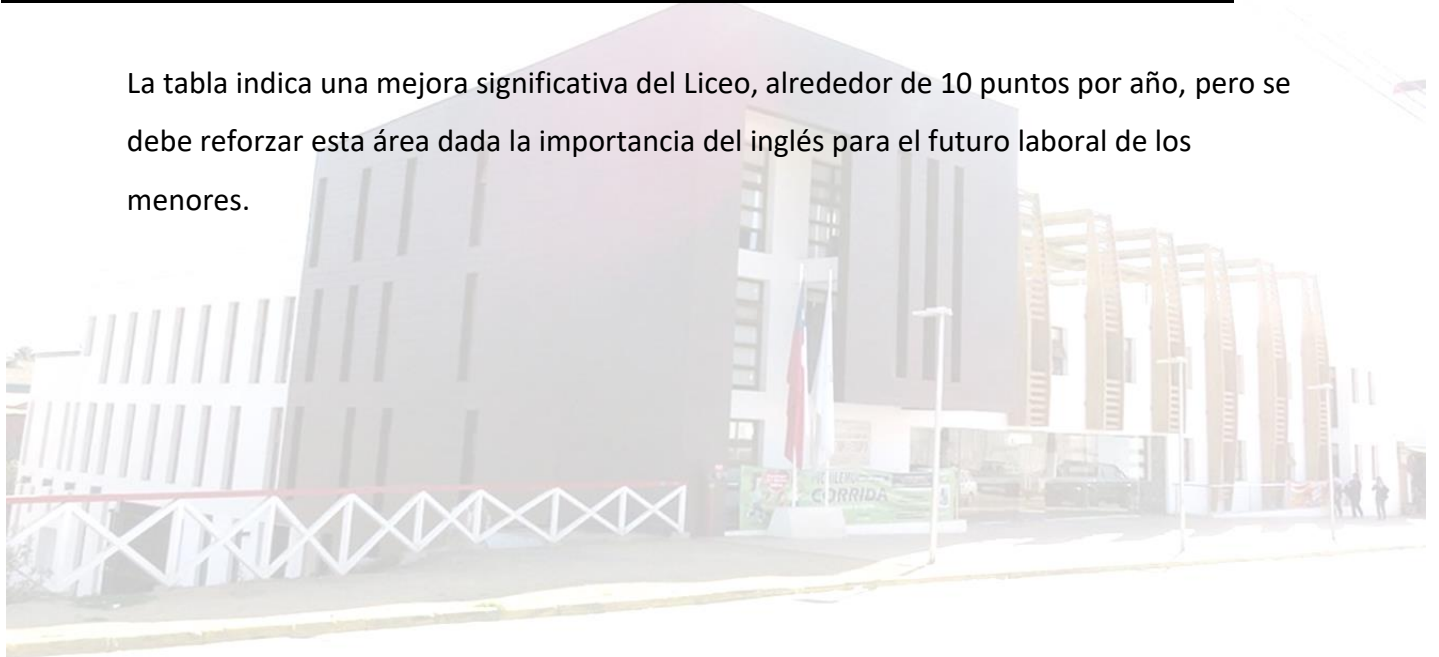 La tabla indica una mejora significativa del Liceo, alrededor de 10 puntos por año, pero se
debe reforzar esta área dada la importancia del inglés para el futuro laboral de los
menores.
CORRIDA